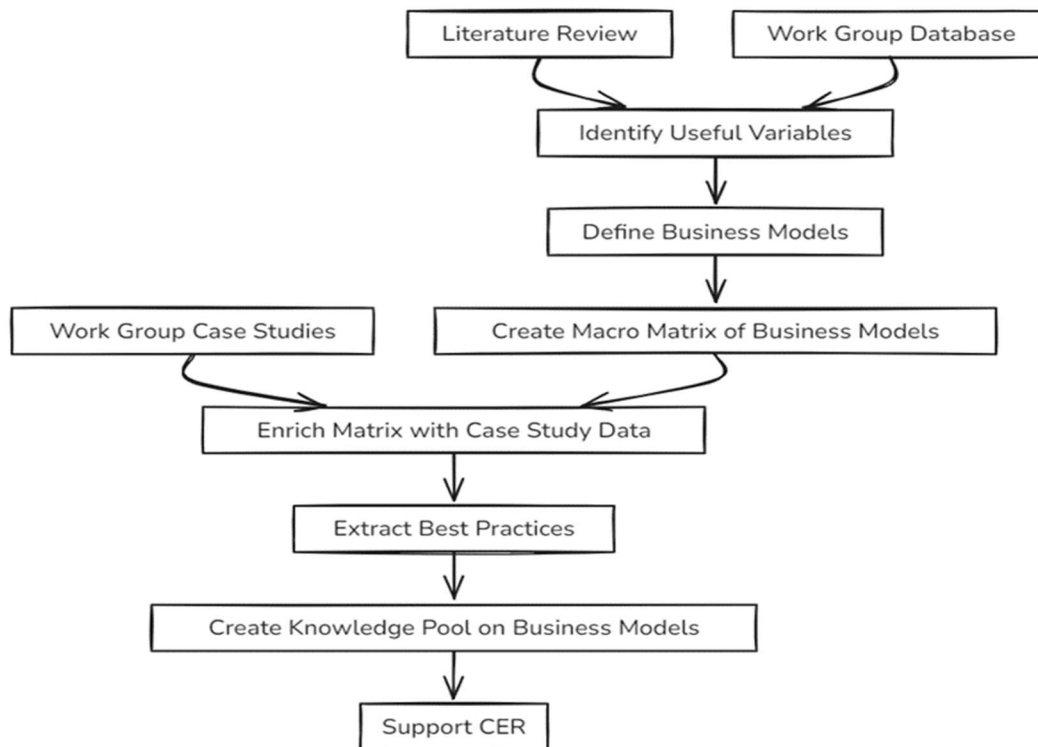 Literature Review
Work Group Database
Identify Useful Variables
Define Business Models
Work Group Case Studies
Create Macro Matrix of Business Models
Enrich Matrix with Case Study Data
Extract Best Practices
Create Knowledge Pool on Business Models
Support CER